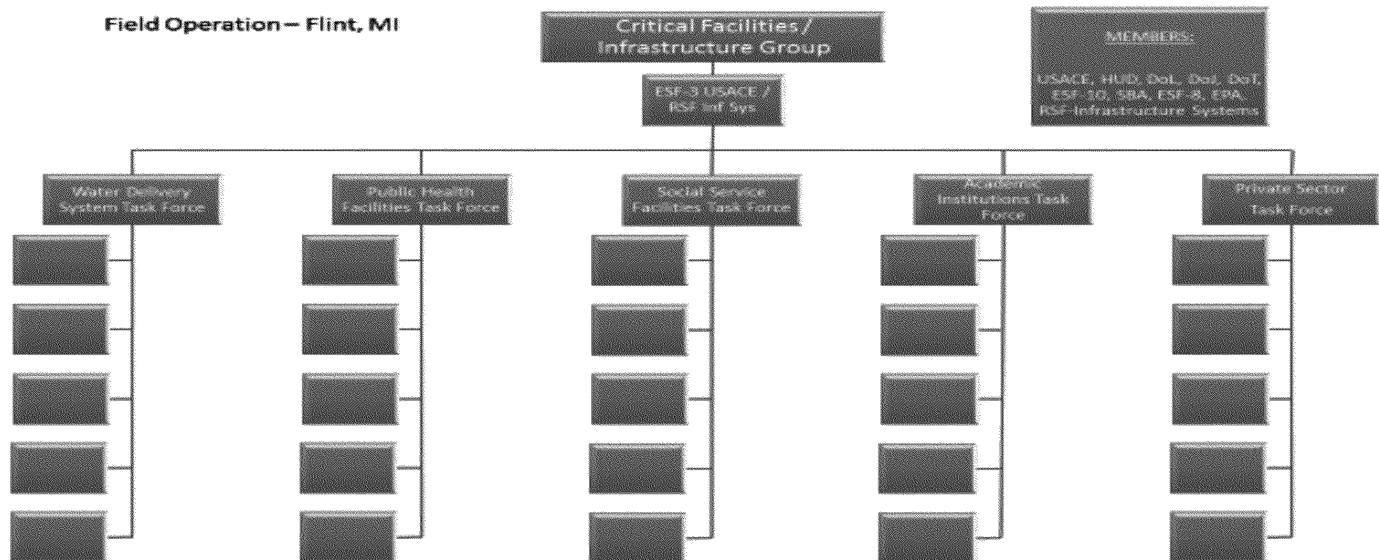 Field Operation – Flint, MI
Critical Facilities /
Infrastructure Group
MEMBERS:
USACE, HUD, DoL, DoJ, DoT,
ESF-10, SBA, ESF-8, EPA,
RSF-Infrastructure Systems
ESF-3 USACE /
RSF Inf Sys
Water Delivery
System Task Force
Public Health
Facilities Task Force
Social Service
Facilities Task Force
Academic
Institutions Task
Force
Private Sector
Task Force